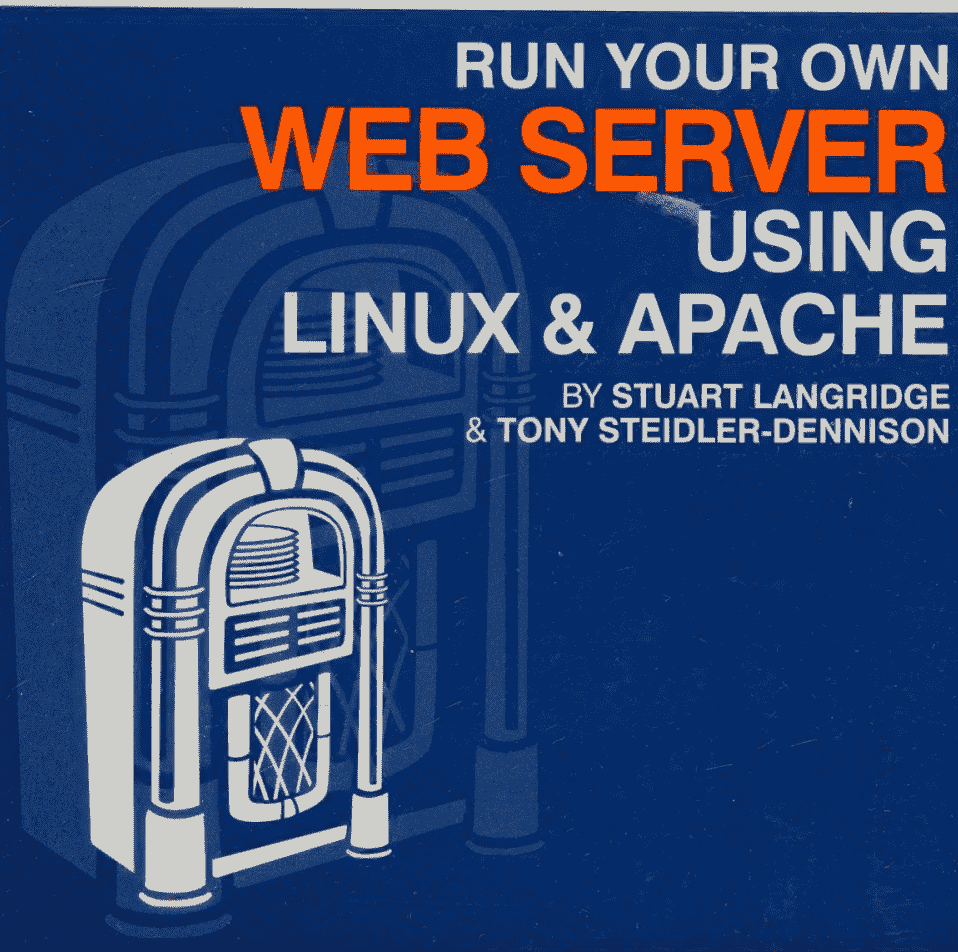 RUN YOUR OWN
WEB SERVER
USING
LINUX & APACHE
BY STUART LANGRIDGE
& TONY STEIDLER-DENNISON